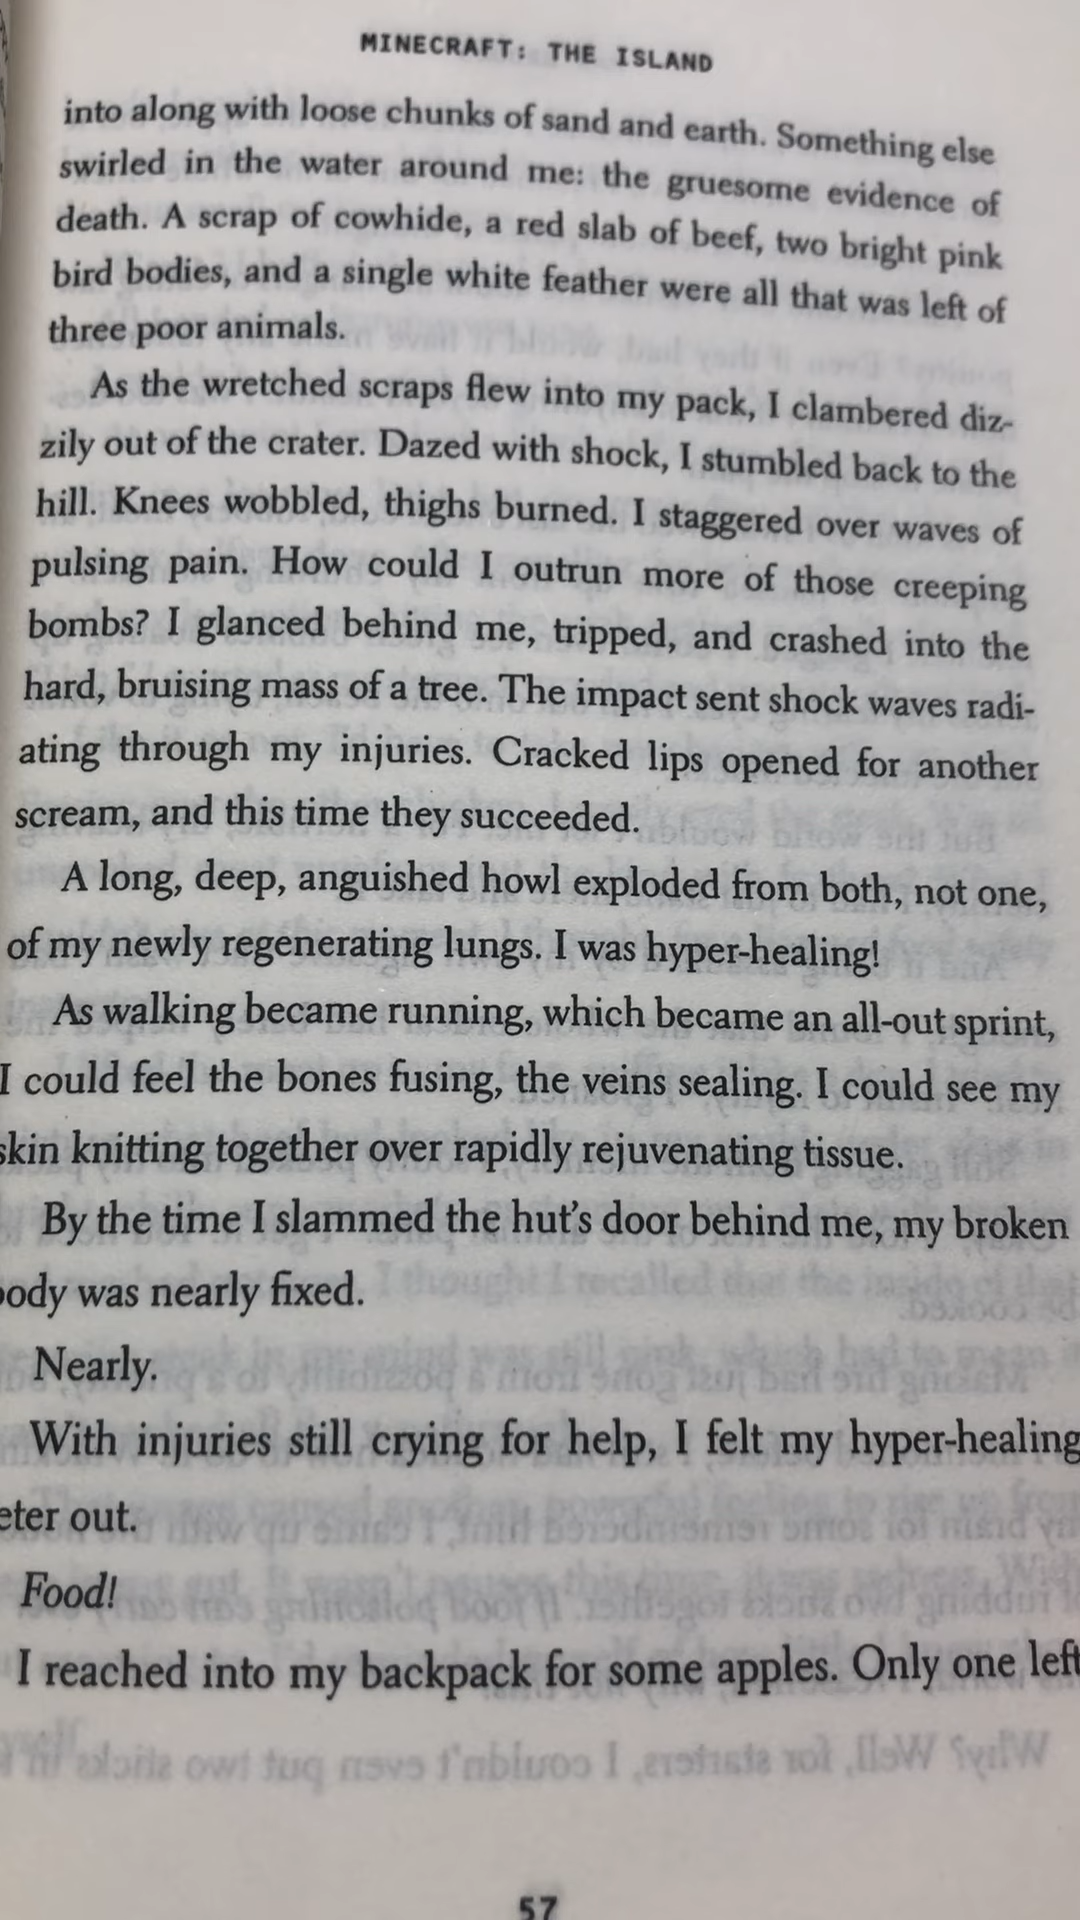 MINECRAFT: THE ISLAND
into along with loose chunks of sand and earth. Something else
swirled in the water around me: the gruesome evidence of
death. A scrap of cowhide, a red slab of beef, two bright pink
bird bodies, and a single white feather were all that was left of
three poor animals.
As the wretched scraps flew into my pack, I clambered diz-
zily out of the crater. Dazed with shock, I stumbled back to the
hill. Knees wobbled, thighs burned. I staggered over waves of
pulsing pain. How could I outrun more of those creeping
bombs? I glanced behind me, tripped, and crashed into the
hard, bruising mass of a tree. The impact sent shock waves radi-
ating through my injuries. Cracked lips opened for another
scream, and this time they succeeded.
A long, deep, anguished howl exploded from both, not one,
of my newly regenerating lungs. I was hyper-healing!
As walking became running, which became an all-out sprint,
I could feel the bones fusing, the veins sealing. I could see my
skin knitting together over rapidly rejuvenating tissue.
By the time I slammed the hut's door behind me, my broken
body was nearly fixed.
Nearly.
With injuries still crying for help, I felt my hyper-healing
eter out.
Food!
I reached into my backpack for some apples. Only one left
57